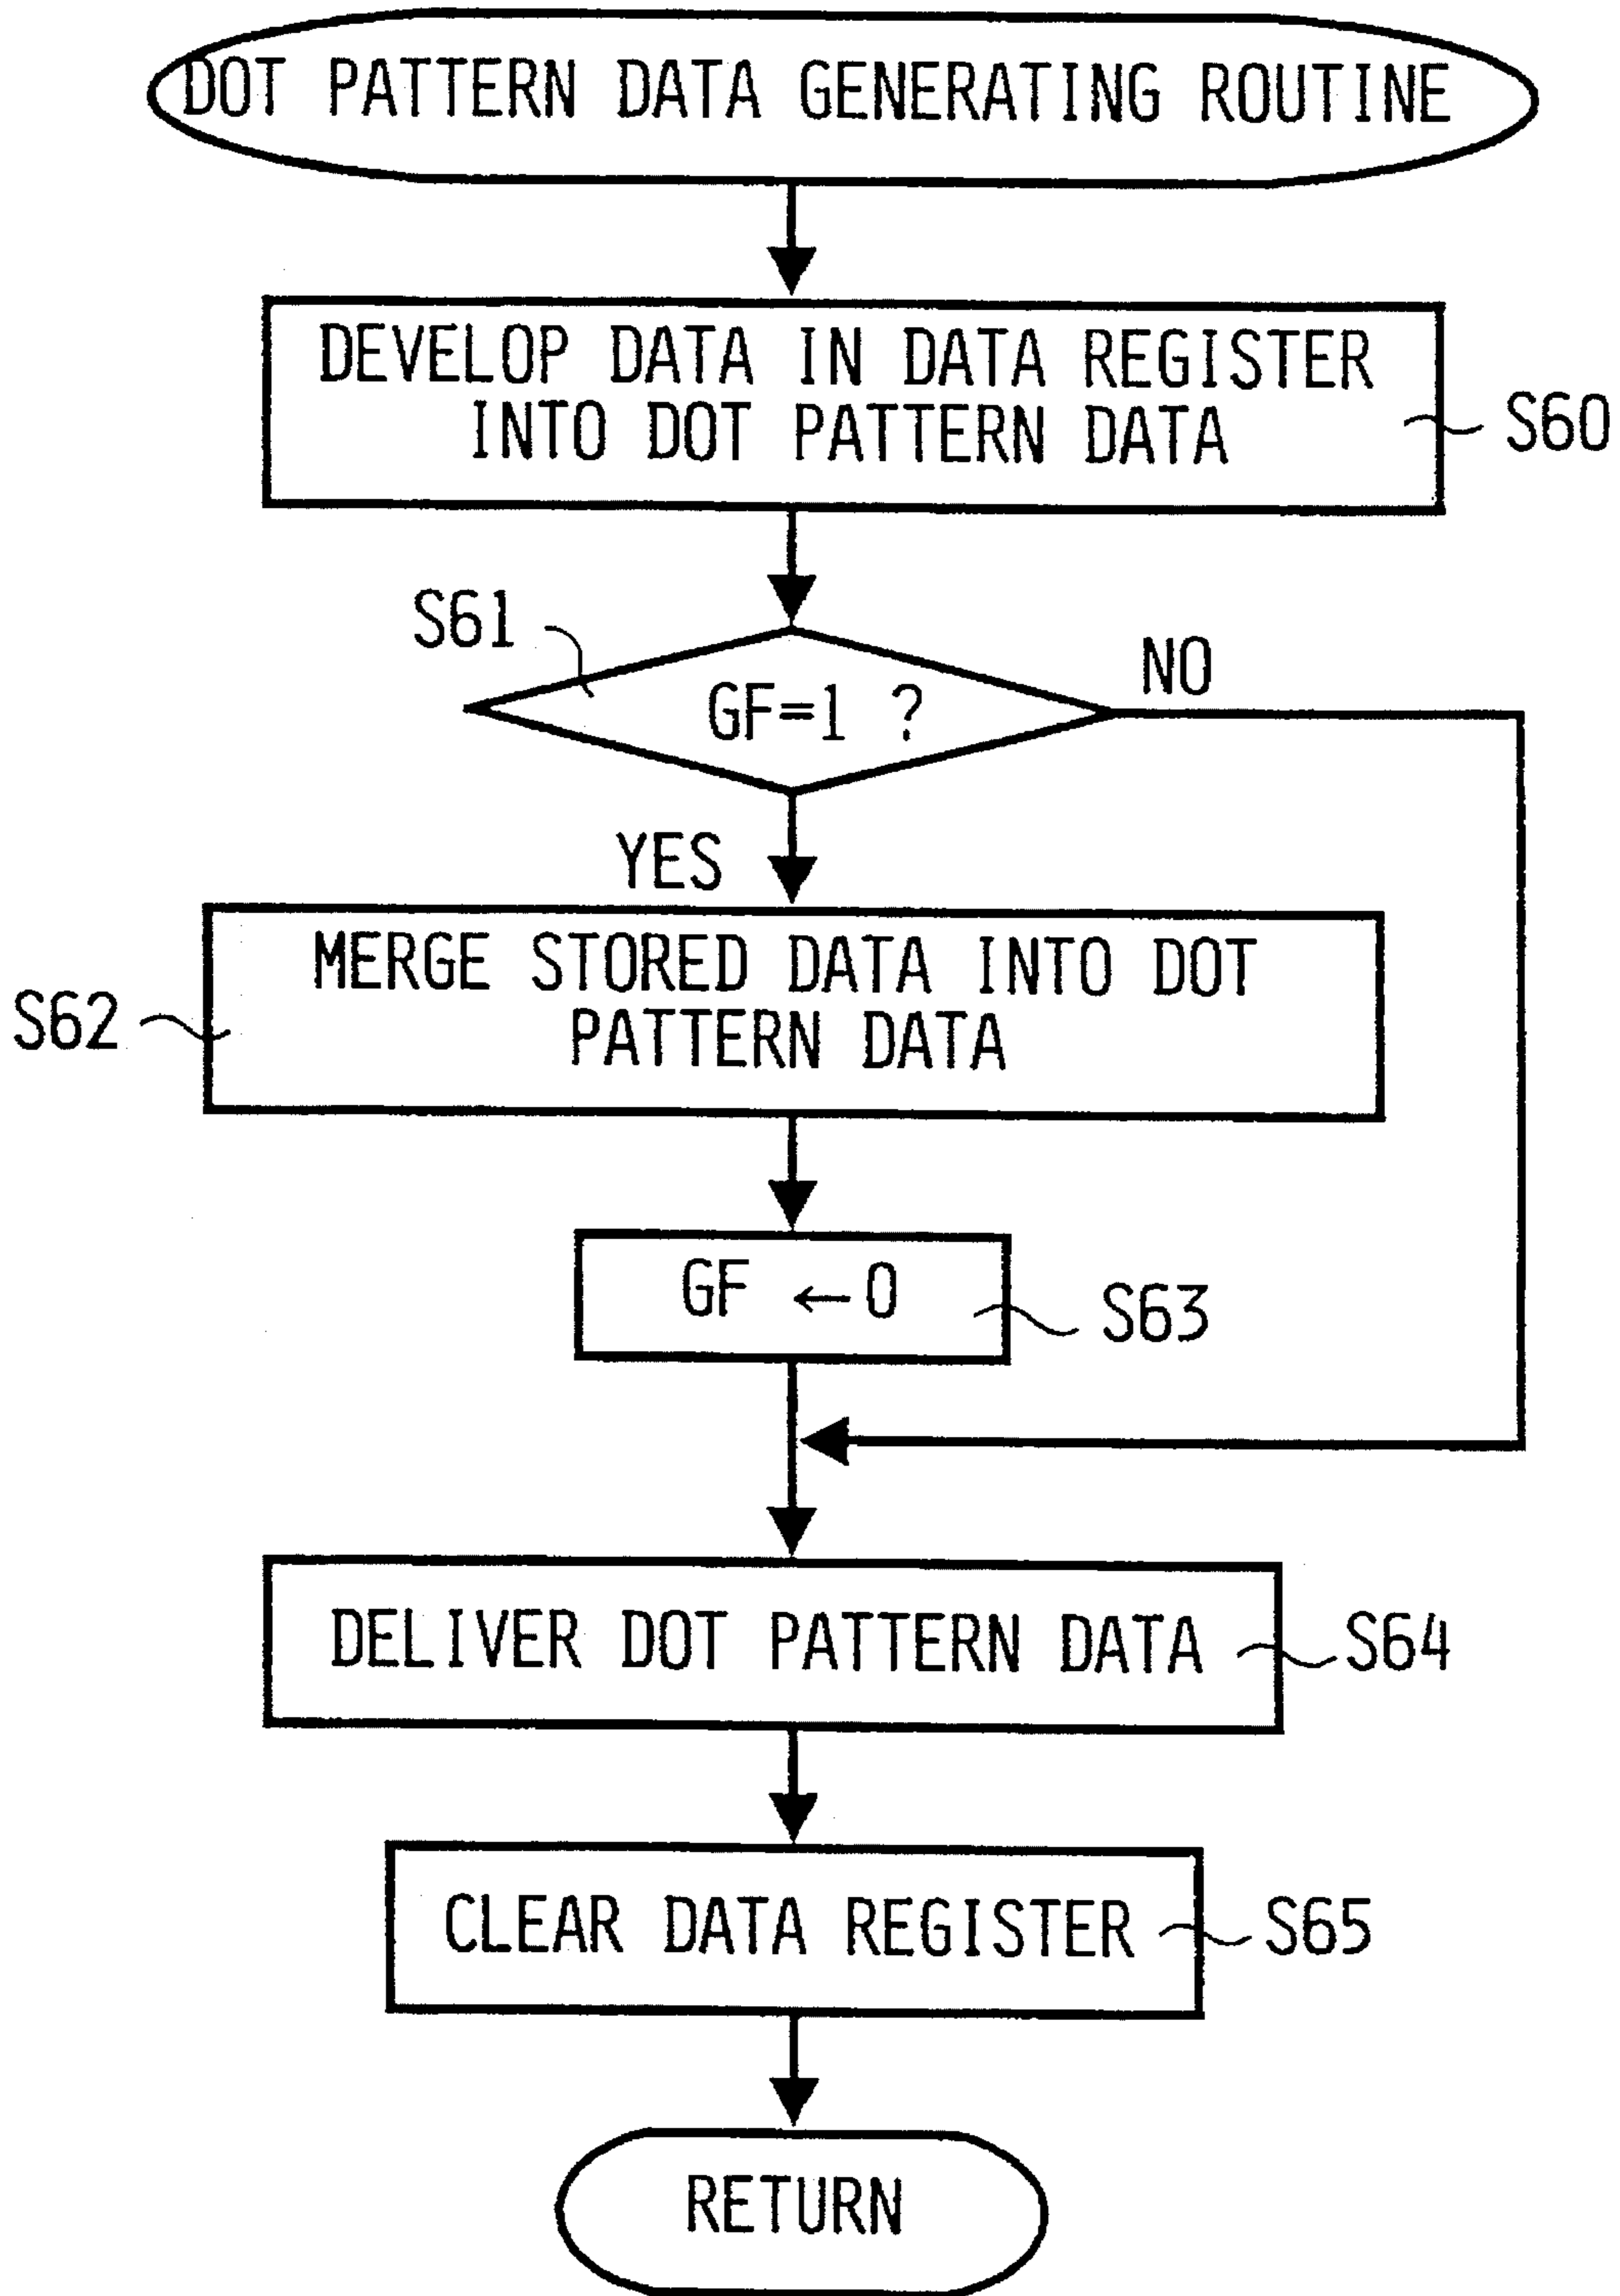 DOT PATTERN DATA GENERATING ROUTINE
DEVELOP DATA IN DATA REGISTER
INTO DOT PATTERN DATA
S60
S61
GF=1 ?
NO
YES
MERGE STORED DATA INTO DOT
PATTERN DATA
S62
GF ← 0
S63
DELIVER DOT PATTERN DATA
S64
CLEAR DATA REGISTER
S65
RETURN